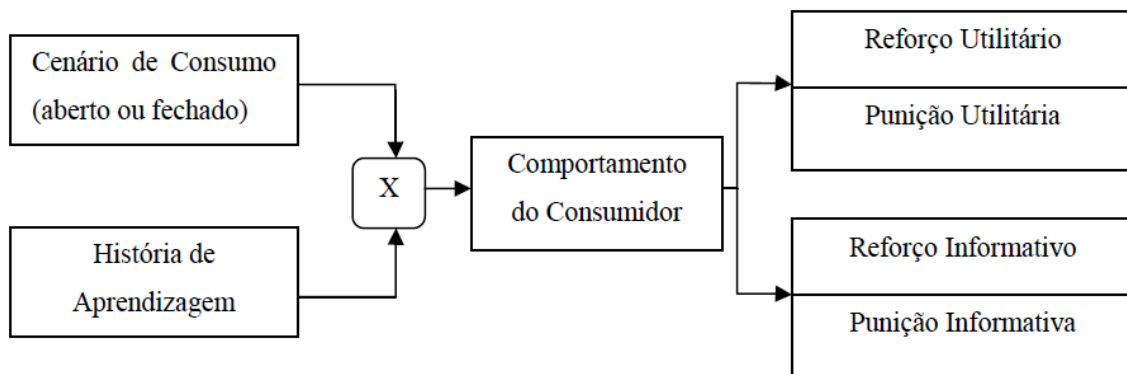 Cenário de Consumo
(aberto ou fechado)
História de
Aprendizagem
X
Comportamento
do Consumidor
Reforço Utilitário
Punição Utilitária
Reforço Informativo
Punição Informativa